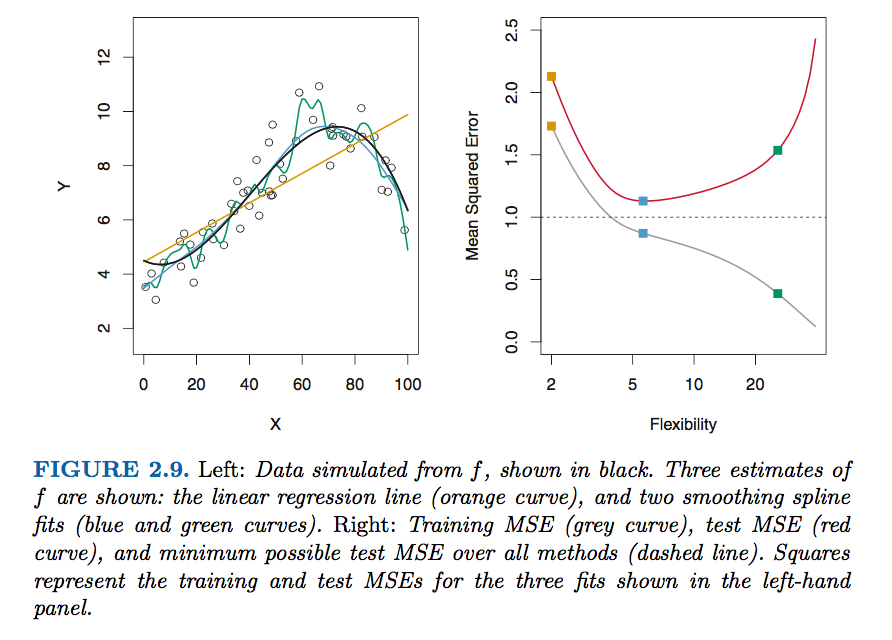 12
10
8
6
4
2
Y
0 20 40 60 80 100
X
2.5
2.0
1.5
1.0
0.5
0.0
Mean Squared Error
2 5 10 20
Flexibility
FIGURE 2.9. Left: Data simulated from f, shown in black. Three estimates of
f are shown: the linear regression line (orange curve), and two smoothing spline
fits (blue and green curves). Right: Training MSE (grey curve), test MSE (red
curve), and minimum possible test MSE over all methods (dashed line). Squares
represent the training and test MSEs for the three fits shown in the left-hand
panel.